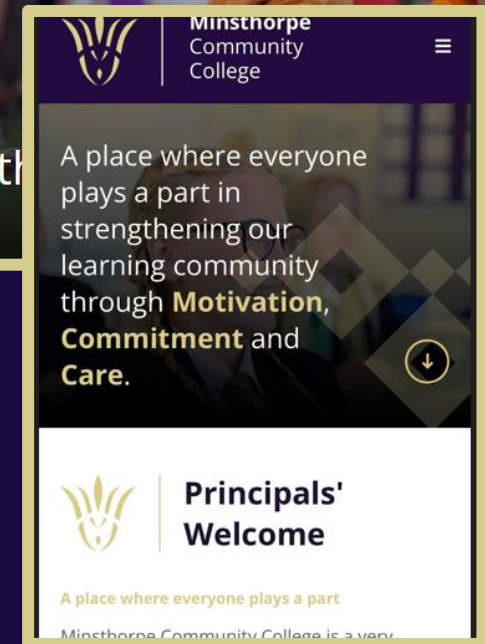 Minsthorpe
Community
College
th
A place where everyone
plays a part in
strengthening our
learning community
through Motivation,
Commitment and
Care.
Principals'
Welcome
A place where everyone plays a part
Minsthorpe Community College is a very